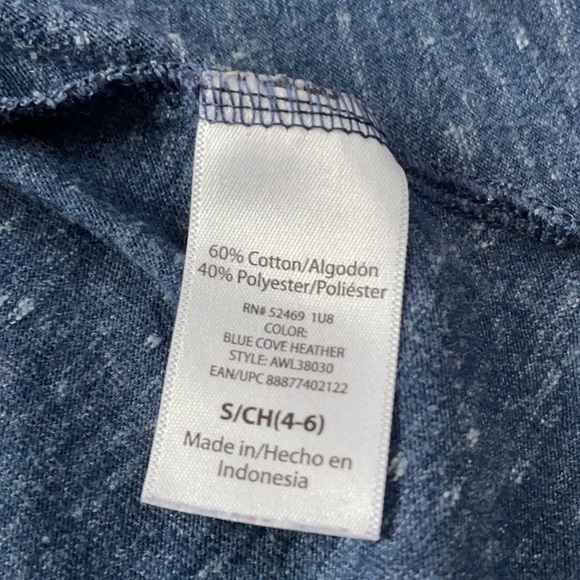 60% Cotton/Algodón
40% Polyester/Poliéster
RN# 52469 1U8
COLOR:
BLUE COVE HEATHER
STYLE: AWL38030
EAN/UPC 88877402122
S/CH(4-6)
Made in/Hecho en
Indonesia